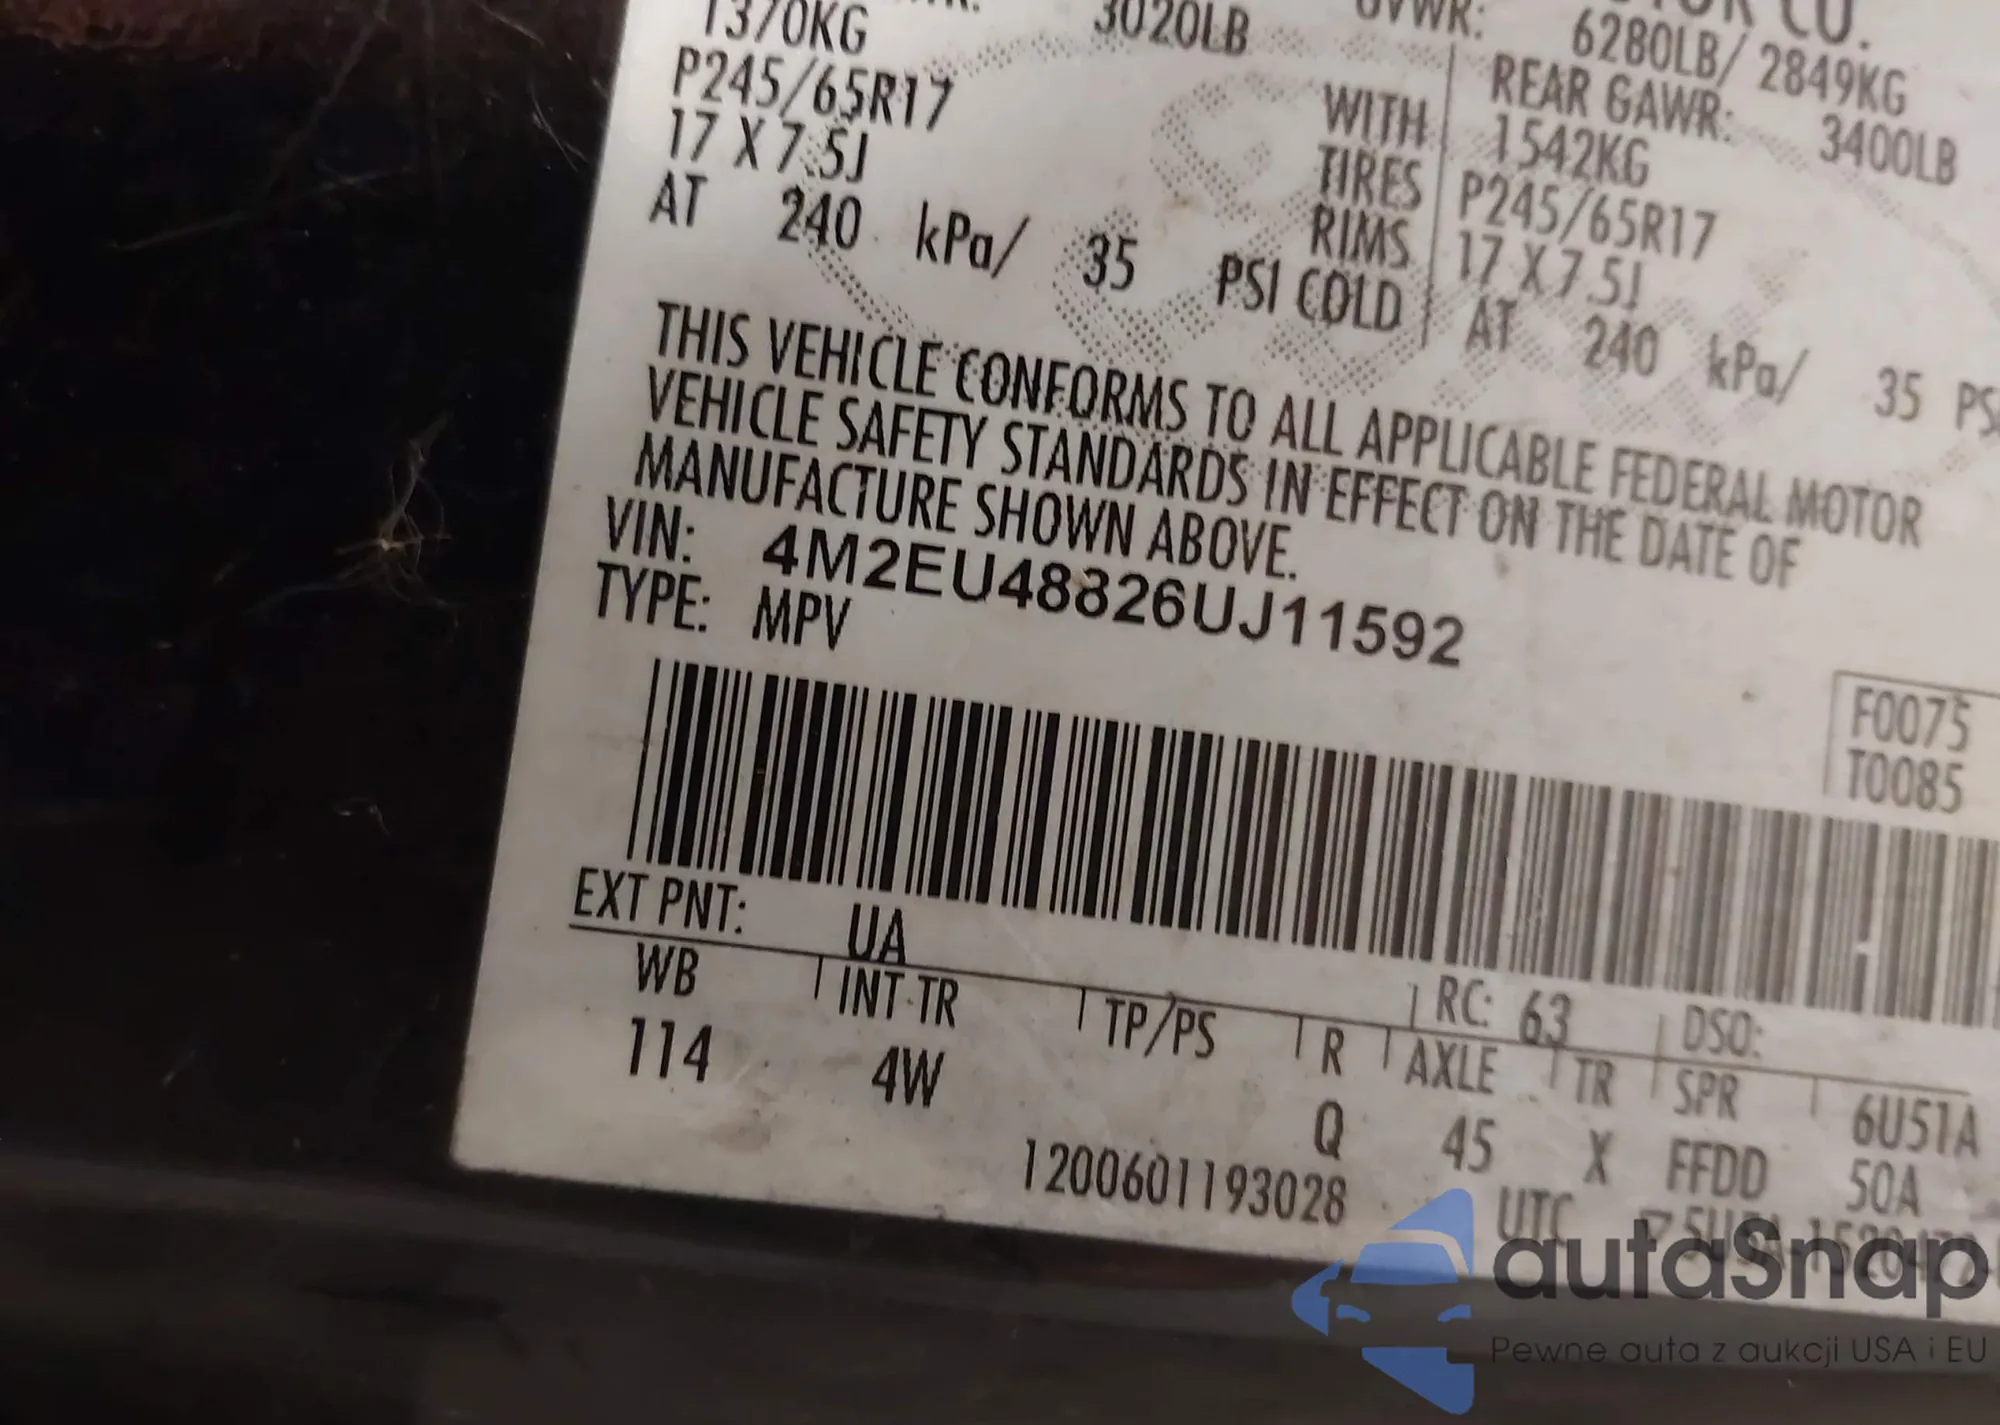 OR CO.
3020LB GVWR: 6280LB/ 2849KG
1370KG REAR GAWR: 3400LB
P245/65R17 WITH 1542KG
17 X 7.5J TIRES P245/65R17
RIMS 17 X 7.5J
AT 240 kPa/ 35 PSI COLD AT 240 kPa/ 35 PSI
THIS VEHICLE CONFORMS TO ALL APPLICABLE FEDERAL MOTOR
VEHICLE SAFETY STANDARDS IN EFFECT ON THE DATE OF
MANUFACTURE SHOWN ABOVE.
VIN: 4M2EU48826UJ11592
TYPE: MPV
F0075
T0085
EXT PNT: UA RC: 63 DSO:
WB INT TR TP/PS R AXLE TR SPR 6U51A
114 4W Q 45 X FFDD 50A
1200601193028 UTC
autoSnap
Pewne auta z aukcji USA i EU